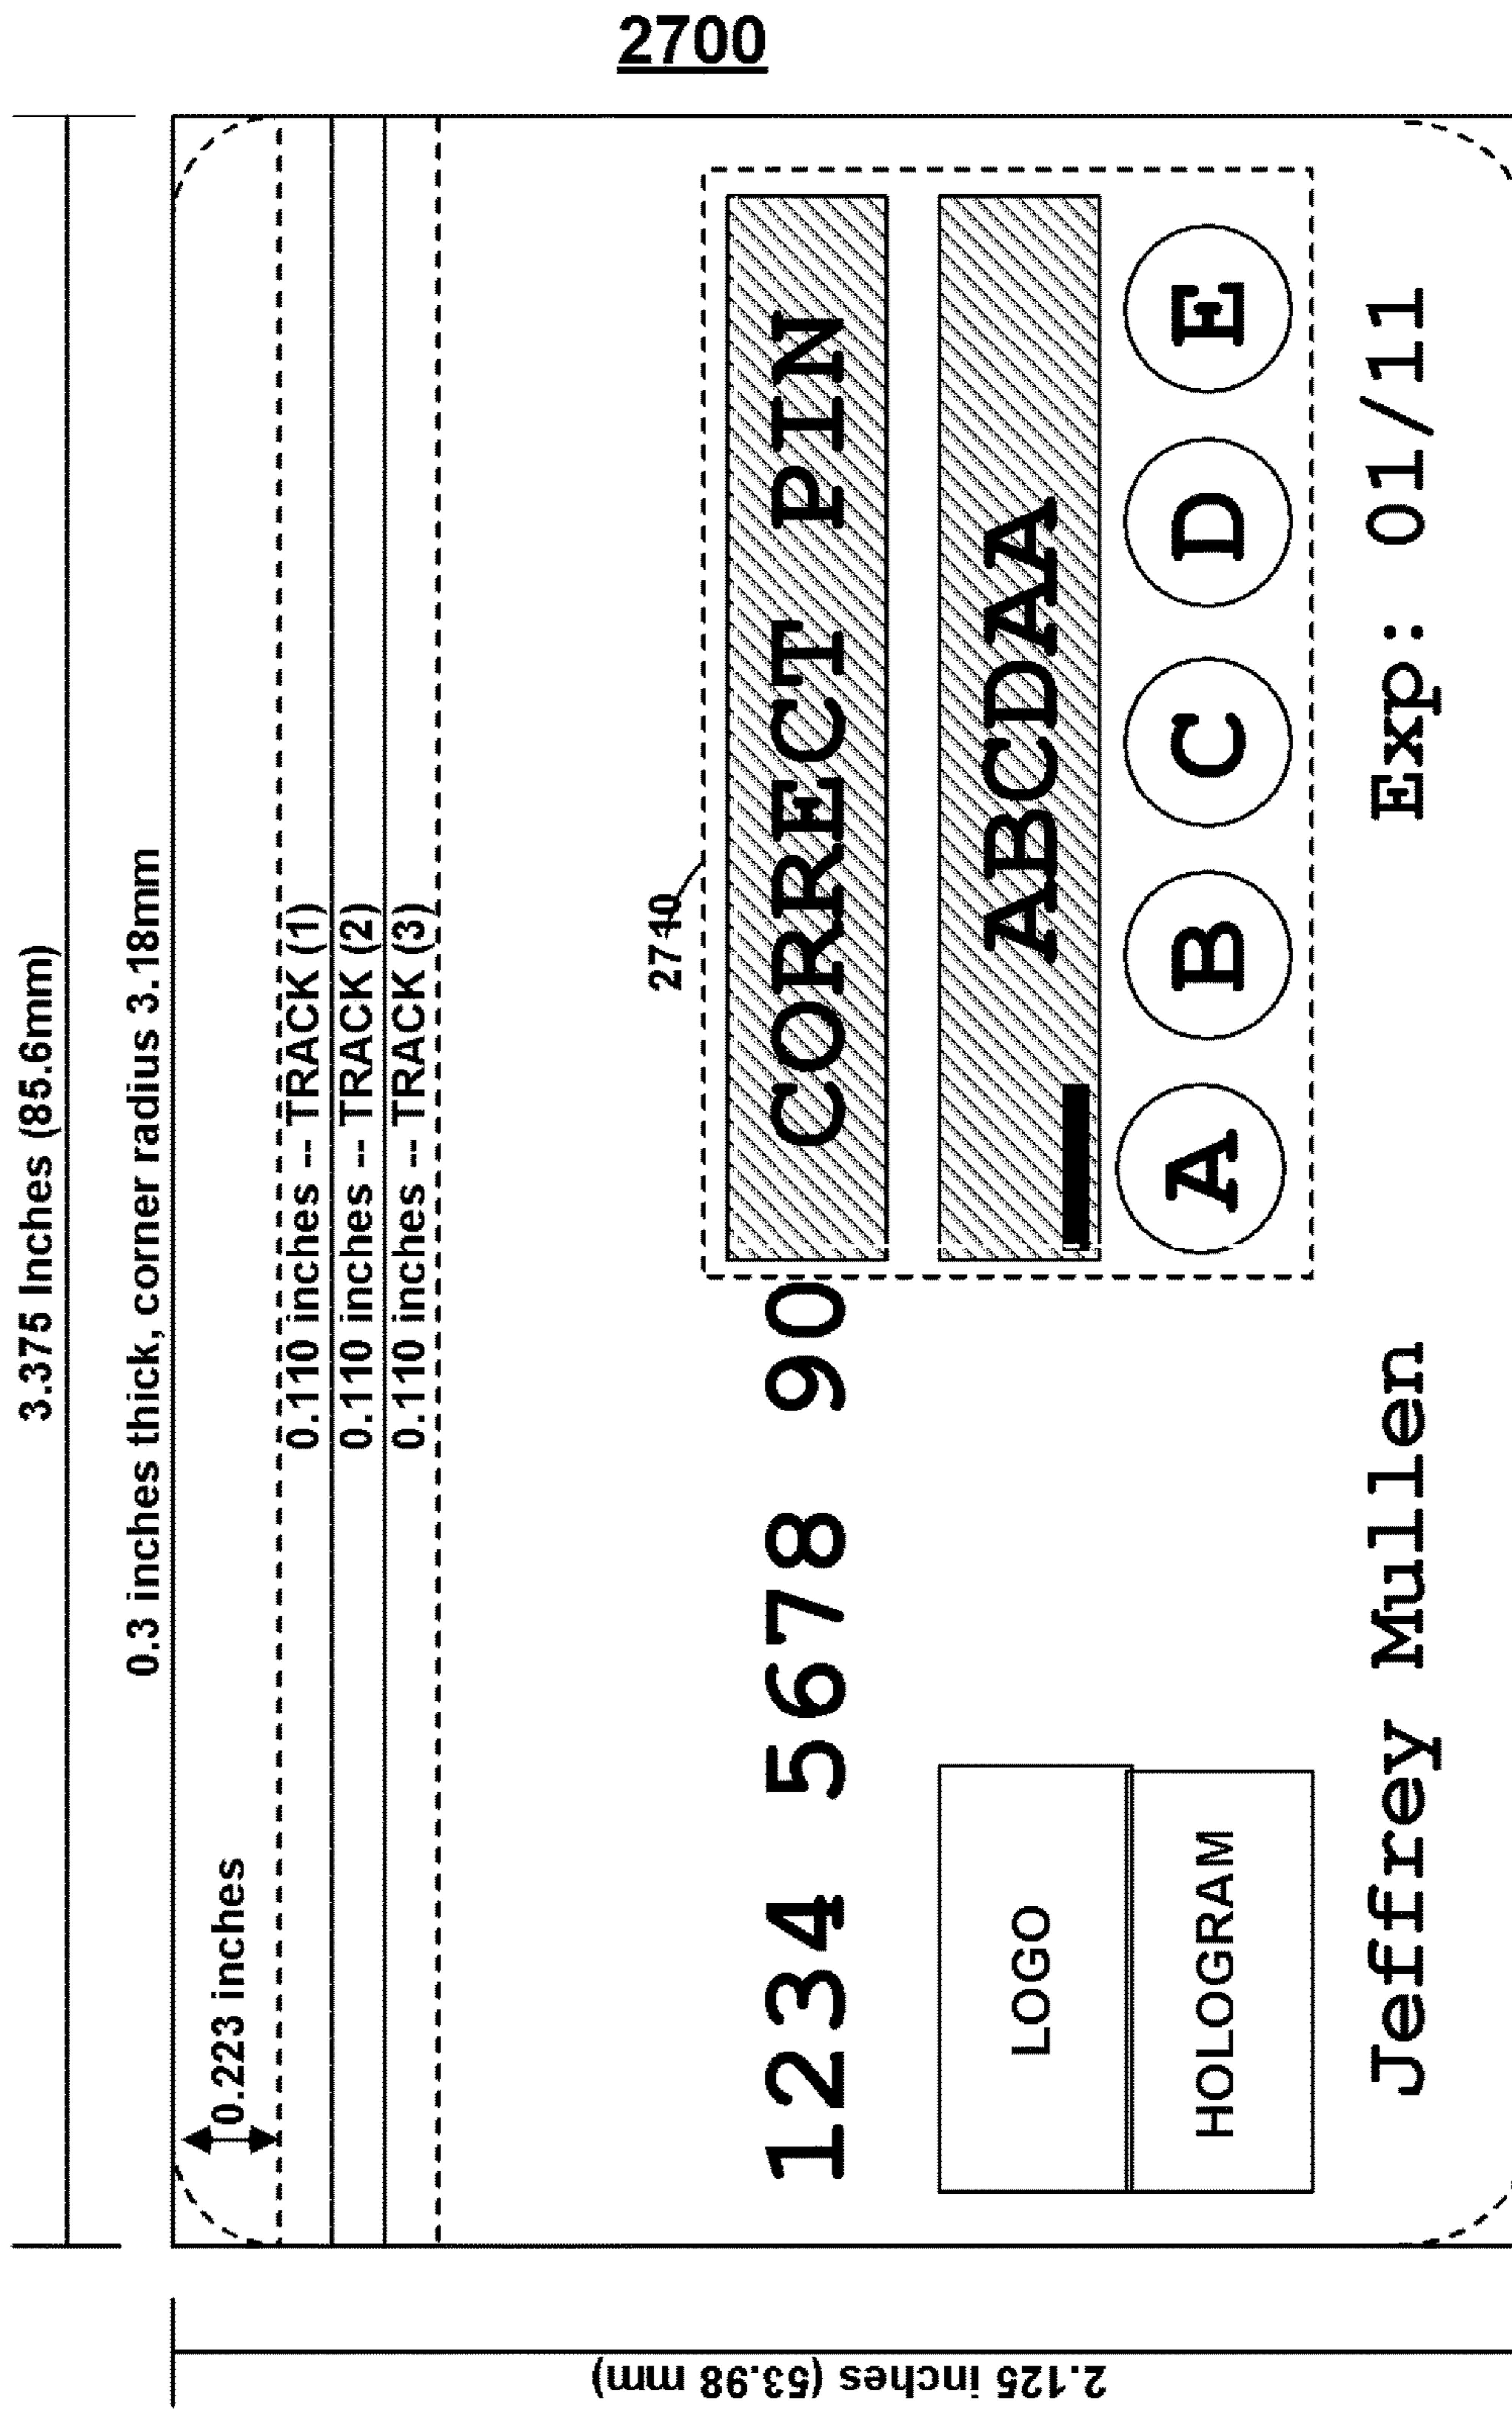 2700
3.375 Inches (85.6mm)
0.3 inches thick, corner radius 3.18mm
0.223 inches
0.110 inches -- TRACK (1)
0.110 inches -- TRACK (2)
0.110 inches -- TRACK (3)
2710
1234 5678 90
CORRECT PIN
ABCDAA
LOGO
A B C D E
HOLOGRAM
Jeffrey Mullen Exp: 01/11
2.125 inches (53.98 mm)